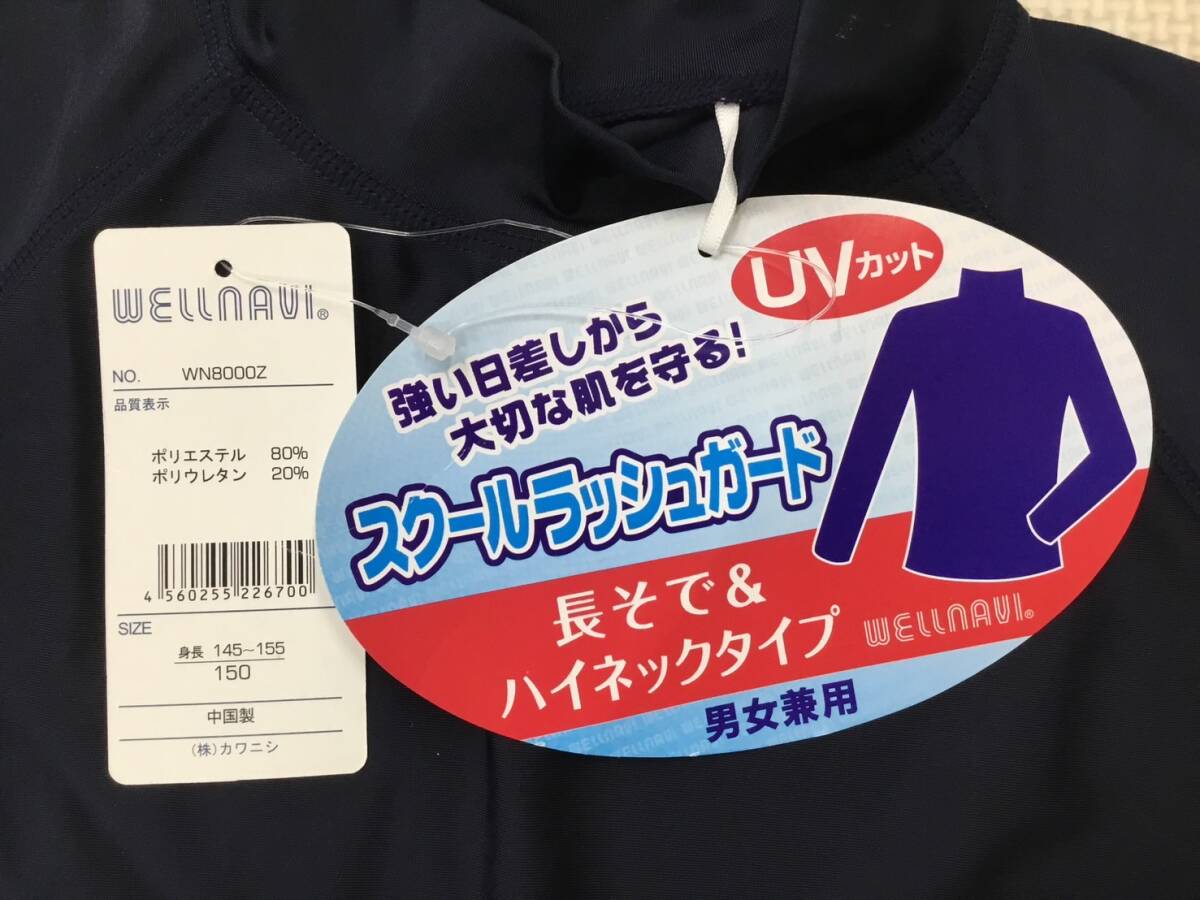 WELLNAVI®
NO. WN8000Z
品質表示
ポリエステル 80%
ポリウレタン 20%
4 560255 226700
SIZE
身長 145~155
150
中国製
(株)カワニシ
UVカット
強い日差しから
大切な肌を守る!
スクールラッシュガード
長そで&
ハイネックタイプ
WELLNAVI®
男女兼用